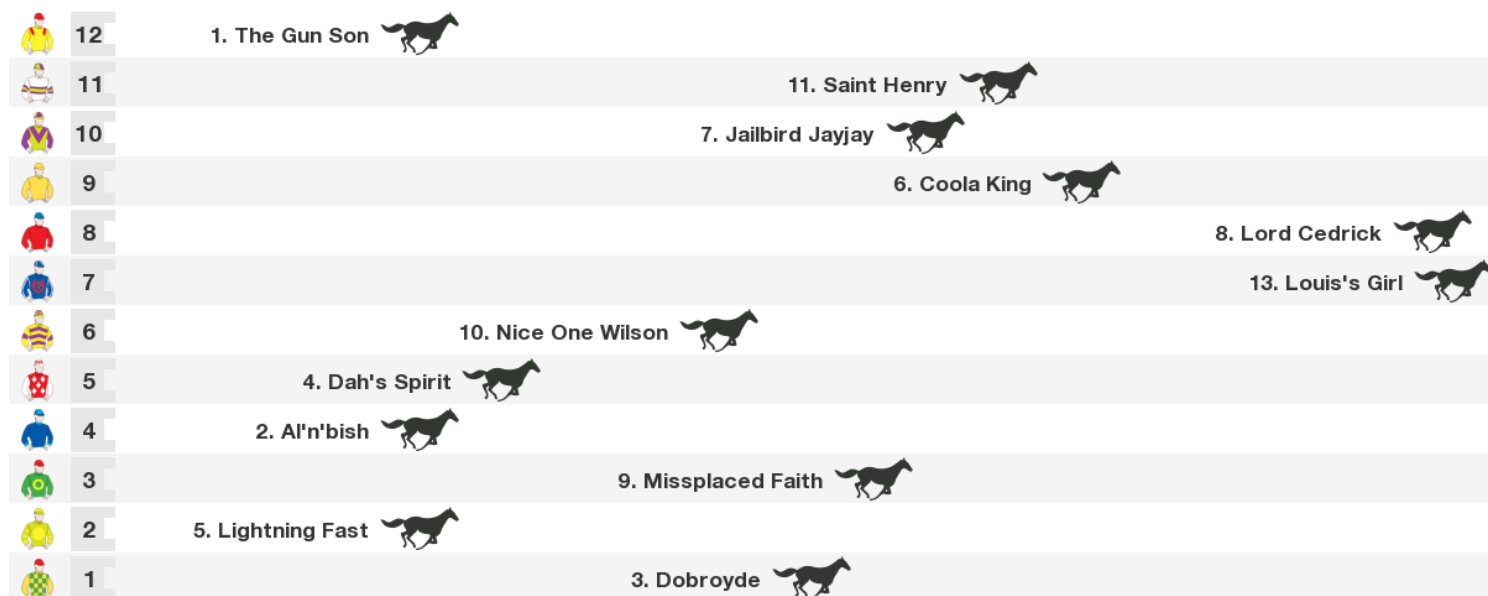 12 1. The Gun Son
11 11. Saint Henry
10 7. Jailbird Jayjay
9 6. Coola King
8 8. Lord Cedrick
7 13. Louis's Girl
6 10. Nice One Wilson
5 4. Dah's Spirit
4 2. Al'n'bish
3 9. Missplaced Faith
2 5. Lightning Fast
1 3. Dobroyde